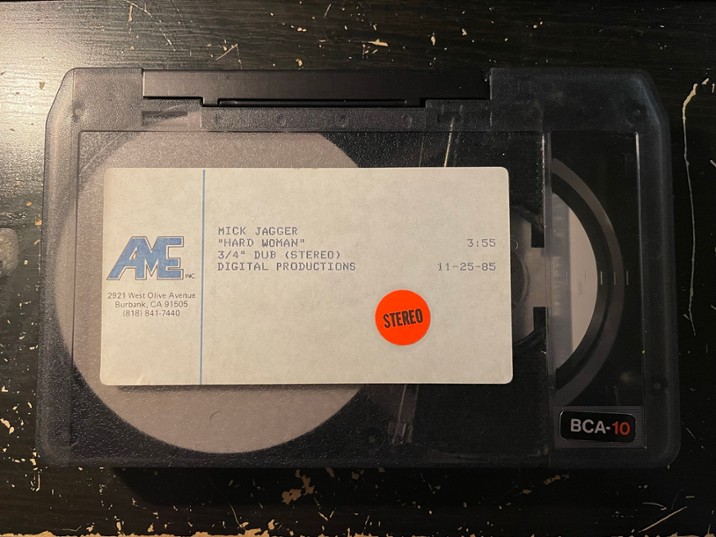 AME INC.
2921 West Olive Avenue
Burbank, CA 91505
(818) 841-7440
MICK JAGGER
"HARD WOMAN" 3:55
3/4" DUB (STEREO)
DIGITAL PRODUCTIONS 11-25-85
STEREO
BCA-10